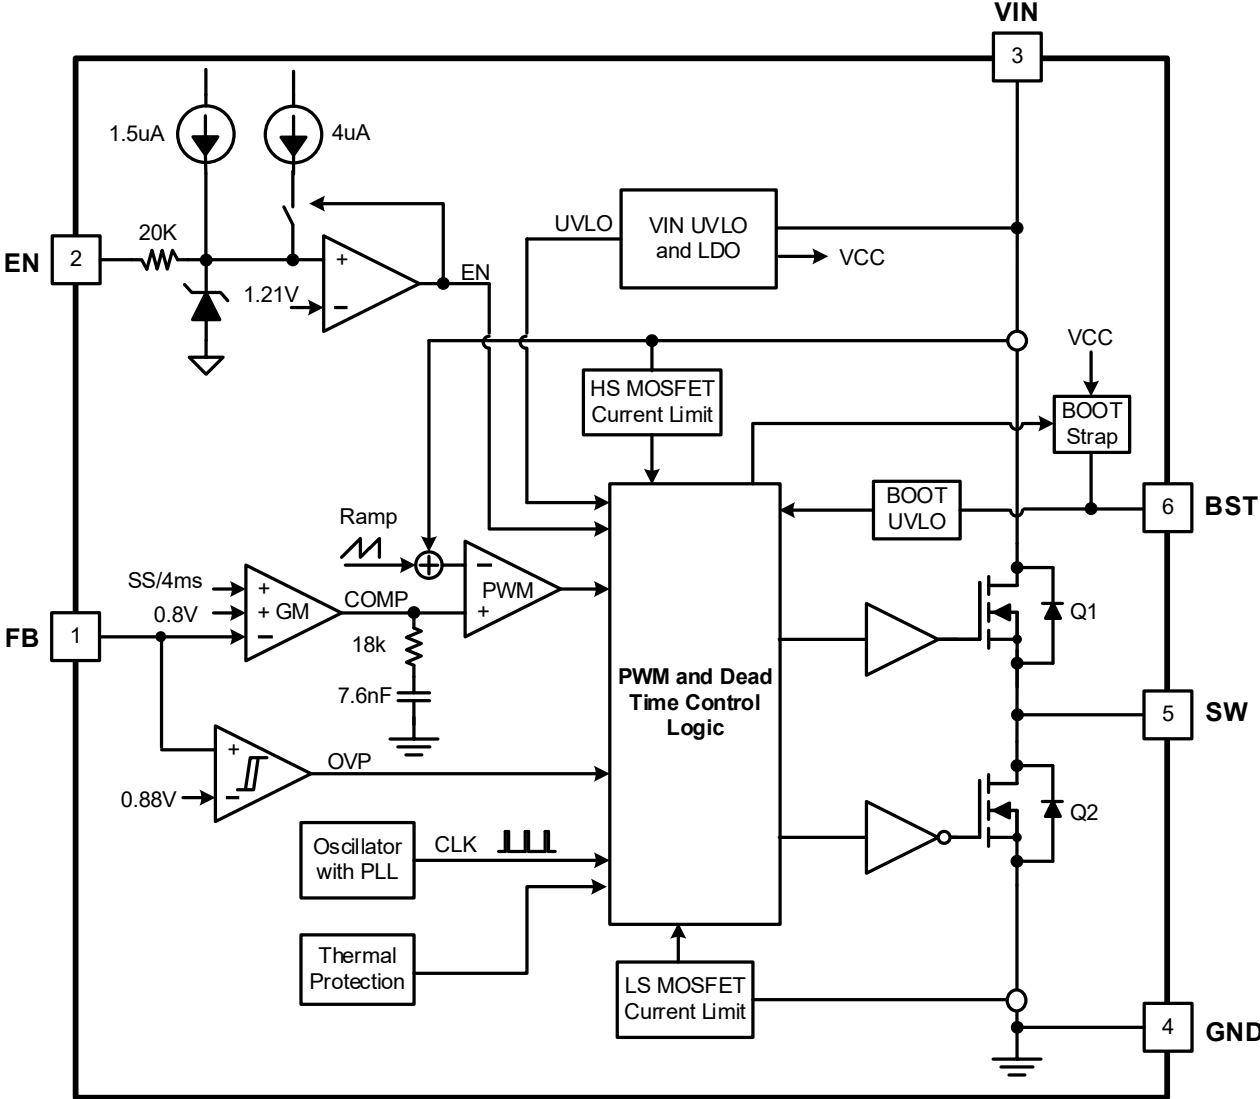 VIN
3
1.5uA
4uA
20K
EN
2
+
1.21V
−
EN
UVLO
VIN UVLO
and LDO
VCC
VCC
HS MOSFET
Current Limit
BOOT
Strap
BOOT
UVLO
6
BST
Ramp
+
−
PWM
+
SS/4ms
+
0.8V
+ GM
−
COMP
FB
1
18k
7.6nF
PWM and Dead
Time Control
Logic
Q1
5
SW
+
OVP
0.88V
−
Q2
Oscillator
with PLL
CLK
Thermal
Protection
LS MOSFET
Current Limit
4
GND